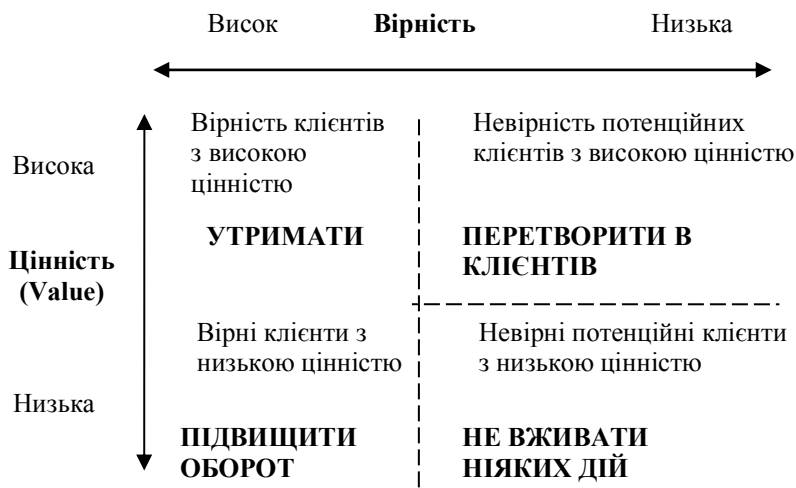 Висок Вірність Низька
Вірність клієнтів
з високою
цінністю
Невірність потенційних
клієнтів з високою цінністю
Висока
УТРИМАТИ
ПЕРЕТВОРИТИ В
КЛІЄНТІВ
Цінність
(Value)
Вірні клієнти з
низькою цінністю
Невірні потенційні клієнти
з низькою цінністю
Низька
ПІДВИЩИТИ
ОБОРОТ
НЕ ВЖИВАТИ
НІЯКИХ ДІЙ